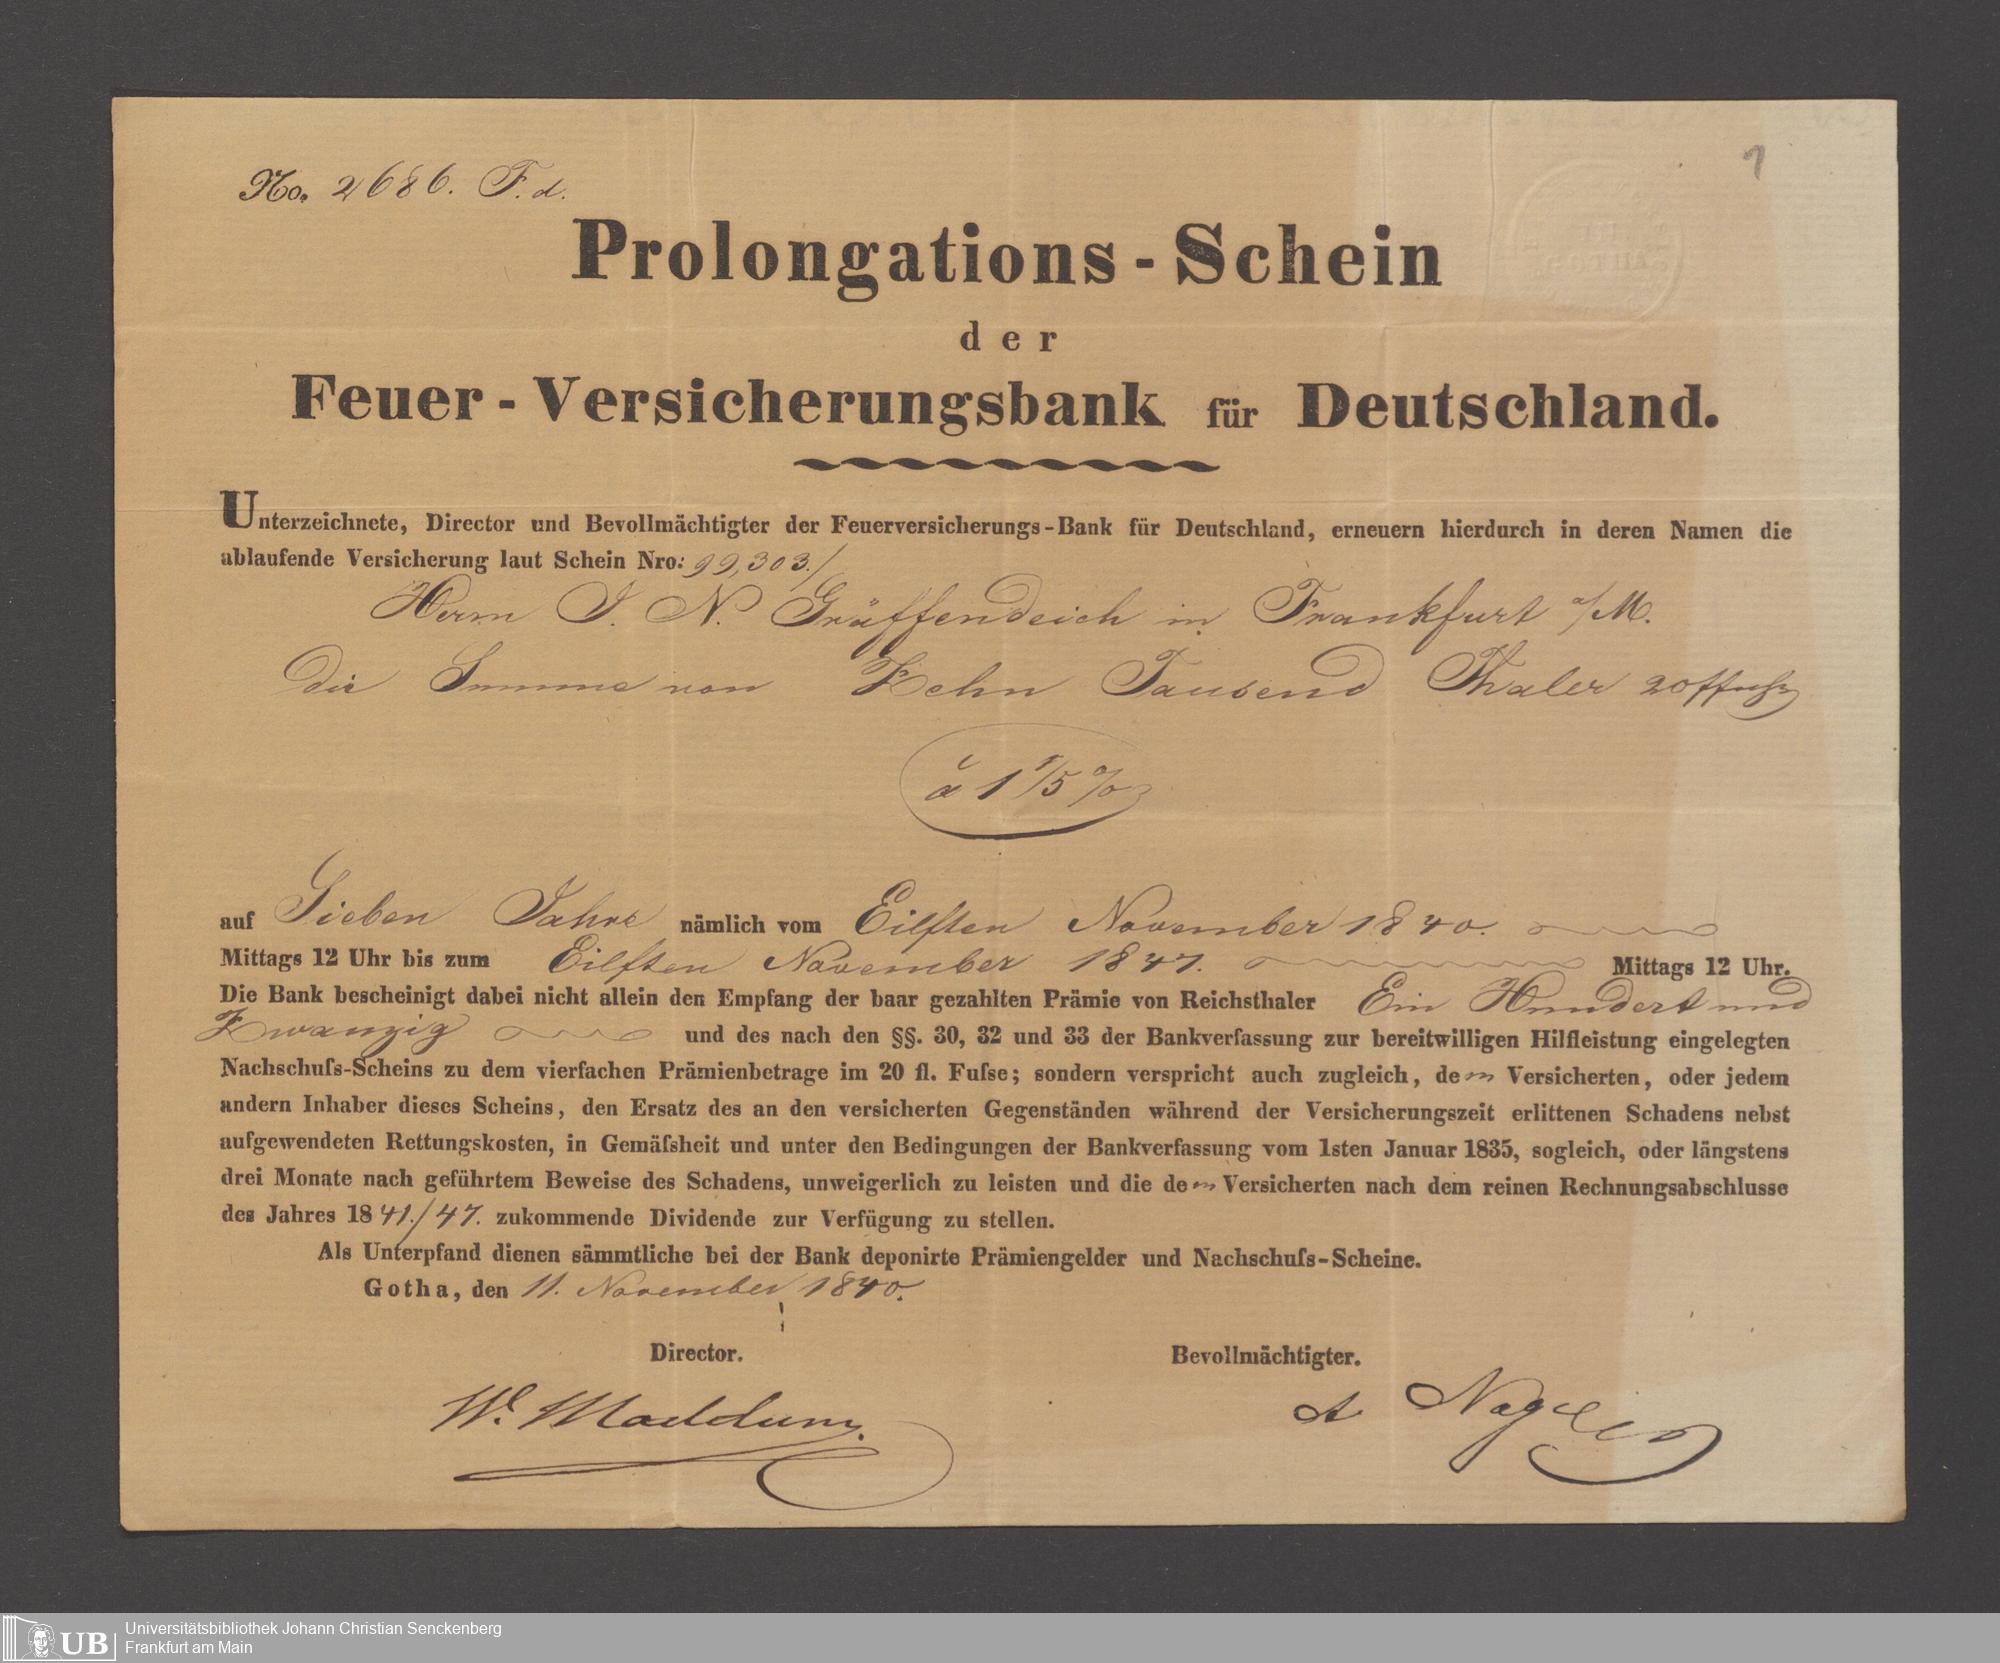 No. 2686. F. d.
1
Prolongations-Schein
der
Feuer-Versicherungsbank für Deutschland.
Unterzeichnete, Director und Bevollmächtigter der Feuerversicherungs-Bank für Deutschland, erneuern hierdurch in deren Namen die
ablaufende Versicherung laut Schein Nro: 99,303./
Herrn J. N. Gräffendeich in Frankfurt a/M.
die Summe von Zehn Tausend Thaler
à 1 1/5 %
auf Sieben Jahre nämlich vom Eilften November 1840.
Mittags 12 Uhr bis zum Eilften November 1847. Mittags 12 Uhr.
Die Bank bescheinigt dabei nicht allein den Empfang der baar gezahlten Prämie von Reichsthaler Ein Hundert und
Zwanzig und des nach den §§. 30, 32 und 33 der Bankverfassung zur bereitwilligen Hilfleistung eingelegten
Nachschuſs-Scheins zu dem vierfachen Prämienbetrage im 20 fl. Fuſse; sondern verspricht auch zugleich, dem Versicherten, oder jedem
andern Inhaber dieses Scheins, den Ersatz des an den versicherten Gegenständen während der Versicherungszeit erlittenen Schadens nebst
aufgewendeten Rettungskosten, in Gemäſsheit und unter den Bedingungen der Bankverfassung vom 1sten Januar 1835, sogleich, oder längstens
drei Monate nach geführtem Beweise des Schadens, unweigerlich zu leisten und die dem Versicherten nach dem reinen Rechnungsabschlusse
des Jahres 1841./47. zukommende Dividende zur Verfügung zu stellen.
Als Unterpfand dienen sämmtliche bei der Bank deponirte Prämiengelder und Nachschuſs-Scheine.
Gotha, den 11. November 1840.
Director. Bevollmächtigter.
W. Madelung. A Nagel
UB Universitätsbibliothek Johann Christian Senckenberg
Frankfurt am Main